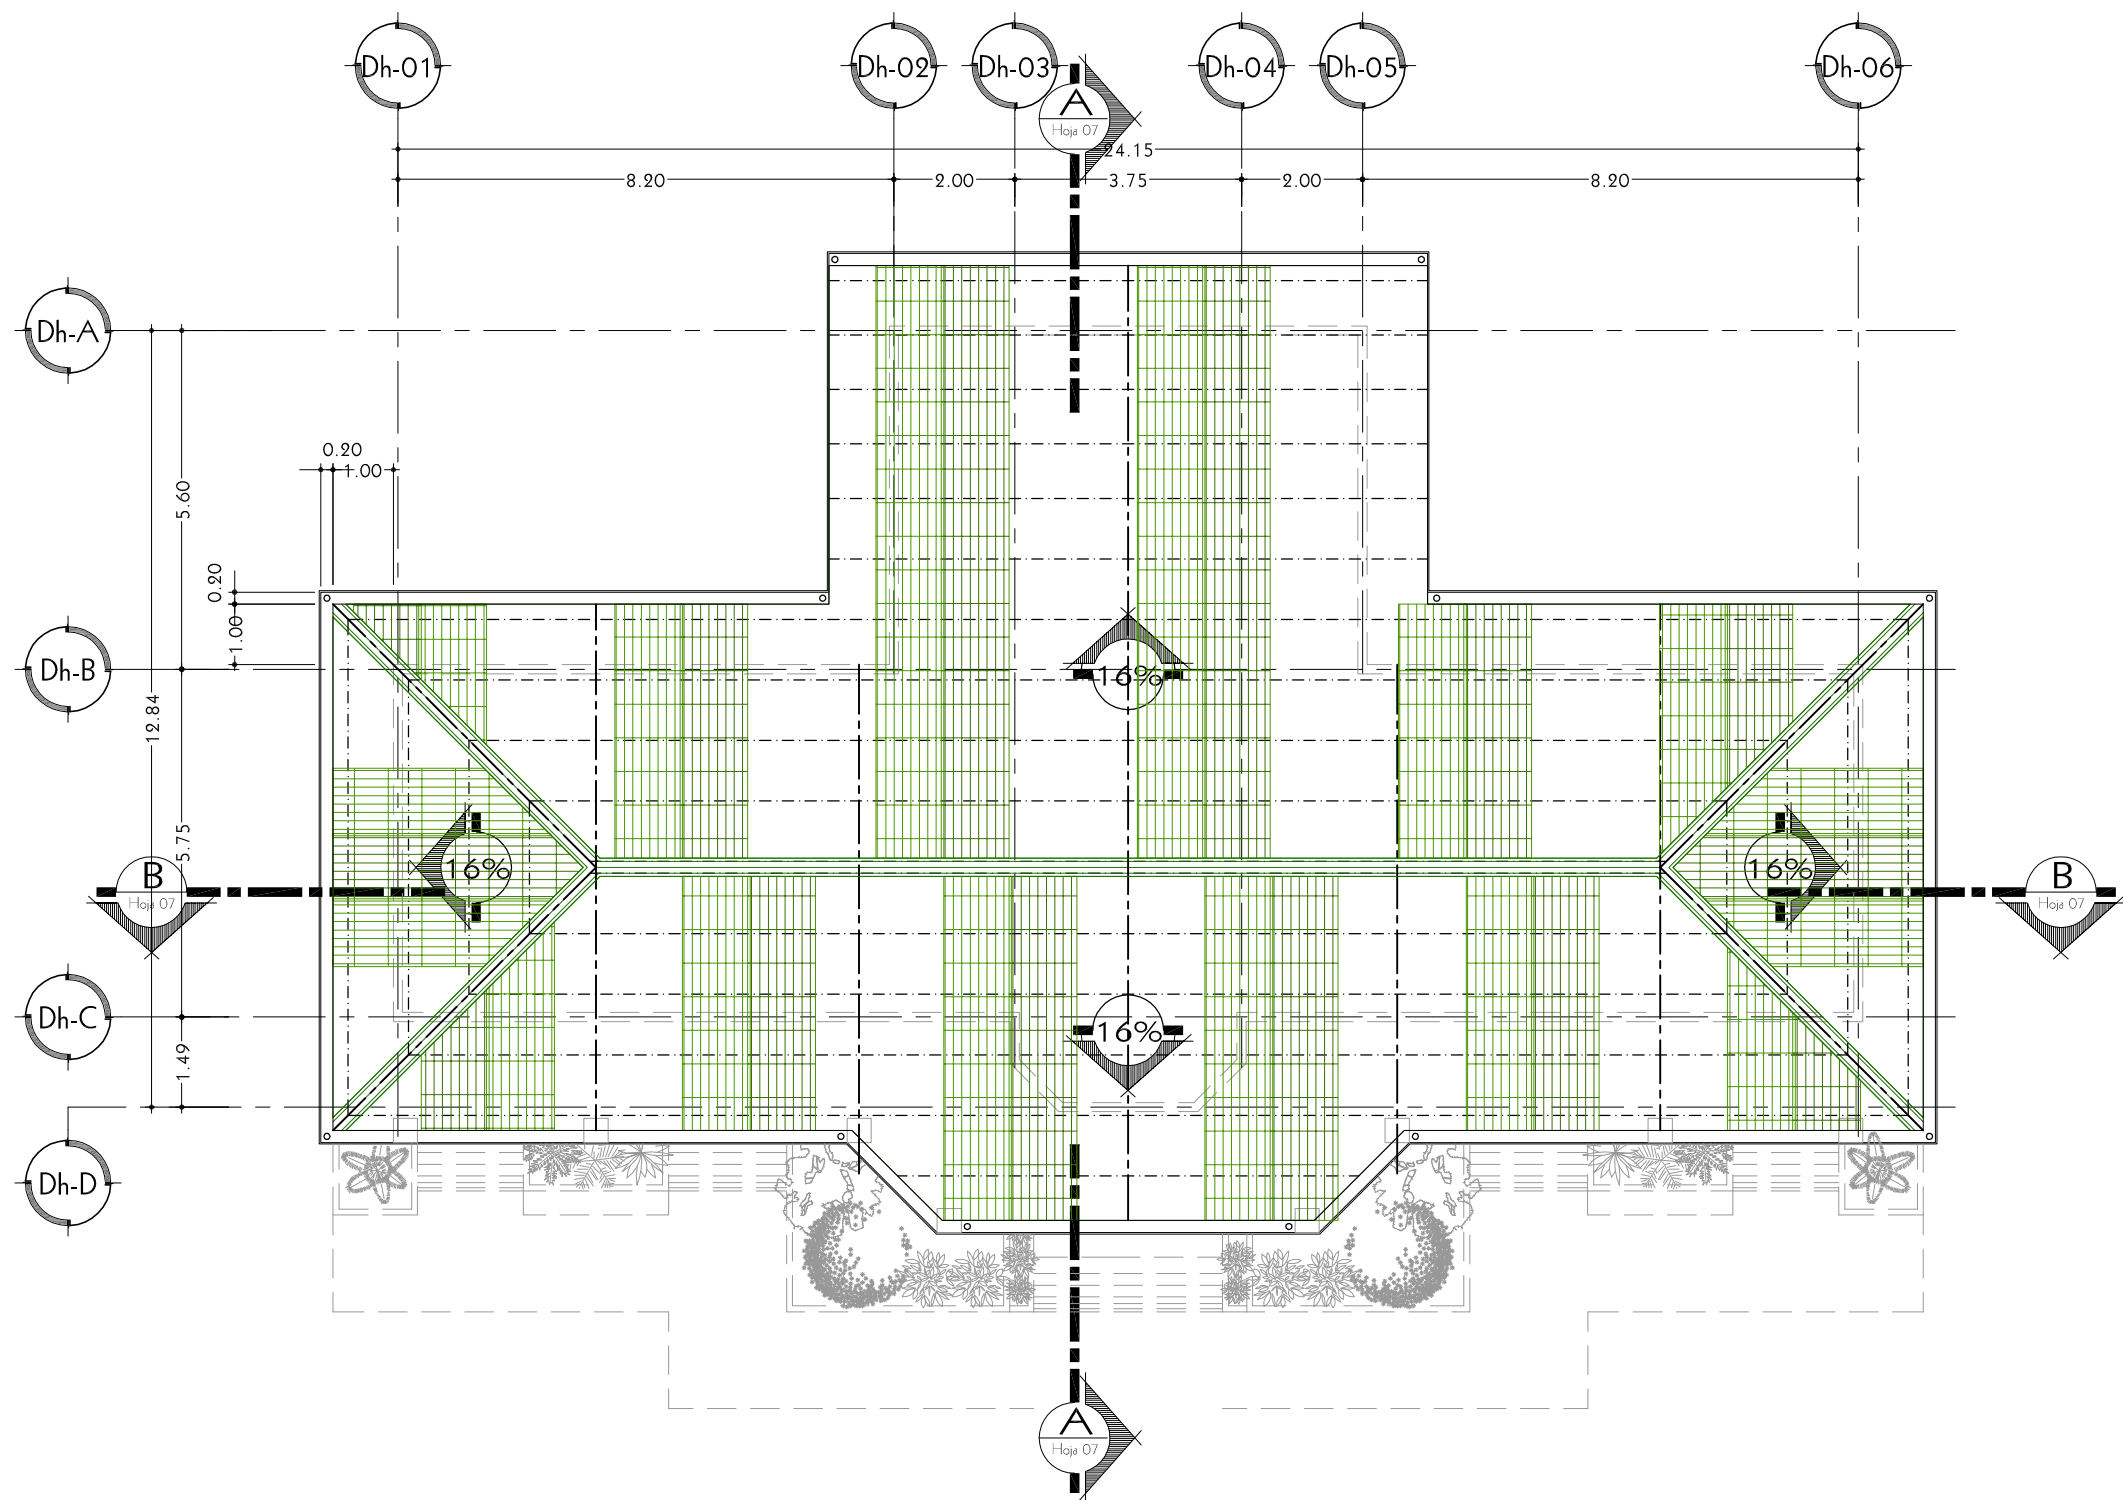 Dh-01
Dh-02
Dh-03
Dh-04
Dh-05
Dh-06
A
Hoja 07
24.15
8.20
2.00
3.75
2.00
8.20
Dh-A
0.20
1.00
5.60
0.20
1.00
Dh-B
16%
12.84
5.75
16%
16%
B
Hoja 07
B
Hoja 07
Dh-C
16%
1.49
Dh-D
A
Hoja 07